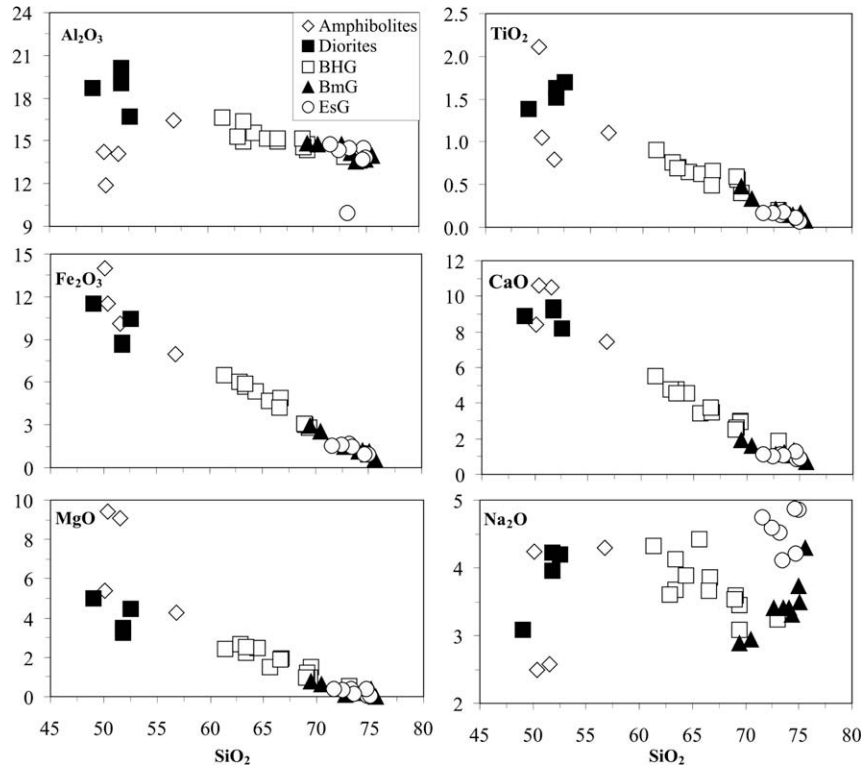 Al₂O₃
24
21
18
15
12
9
Amphibolites
Diorites
BHG
BmG
EsG
TiO₂
2.5
2.0
1.5
1.0
0.5
0.0
Fe₂O₃
15
12
9
6
3
0
CaO
12
10
8
6
4
2
0
MgO
10
8
6
4
2
0
45 50 55 60 65 70 75 80
SiO₂
Na₂O
5
4
3
2
45 50 55 60 65 70 75 80
SiO₂